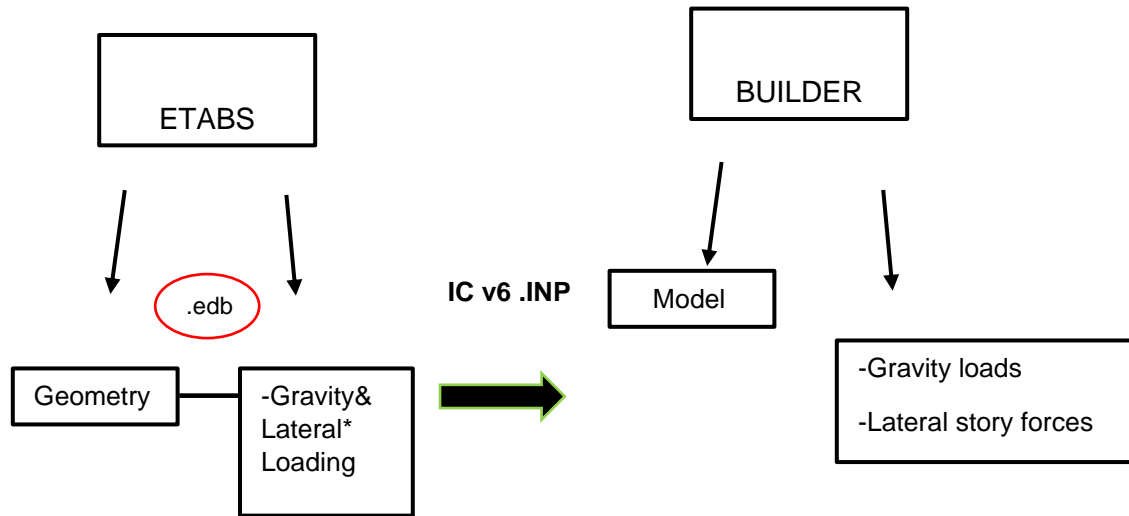 ETABS
BUILDER
.edb
IC v6 .INP
Model
Geometry
-Gravity&
Lateral*
Loading
-Gravity loads
-Lateral story forces